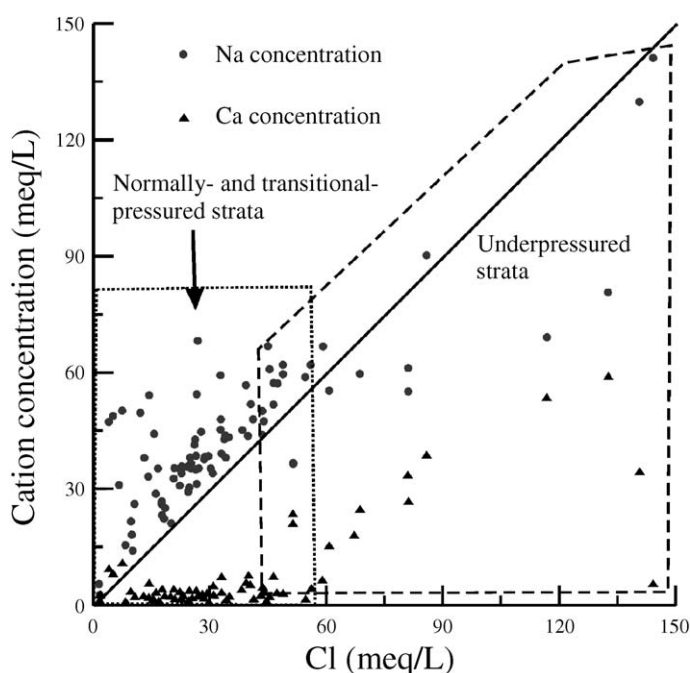 150
120
90
60
30
0
Cation concentration (meq/L)
Na concentration
Ca concentration
Normally- and transitional-
pressured strata
Underpressured
strata
0
30
60
90
120
150
Cl (meq/L)